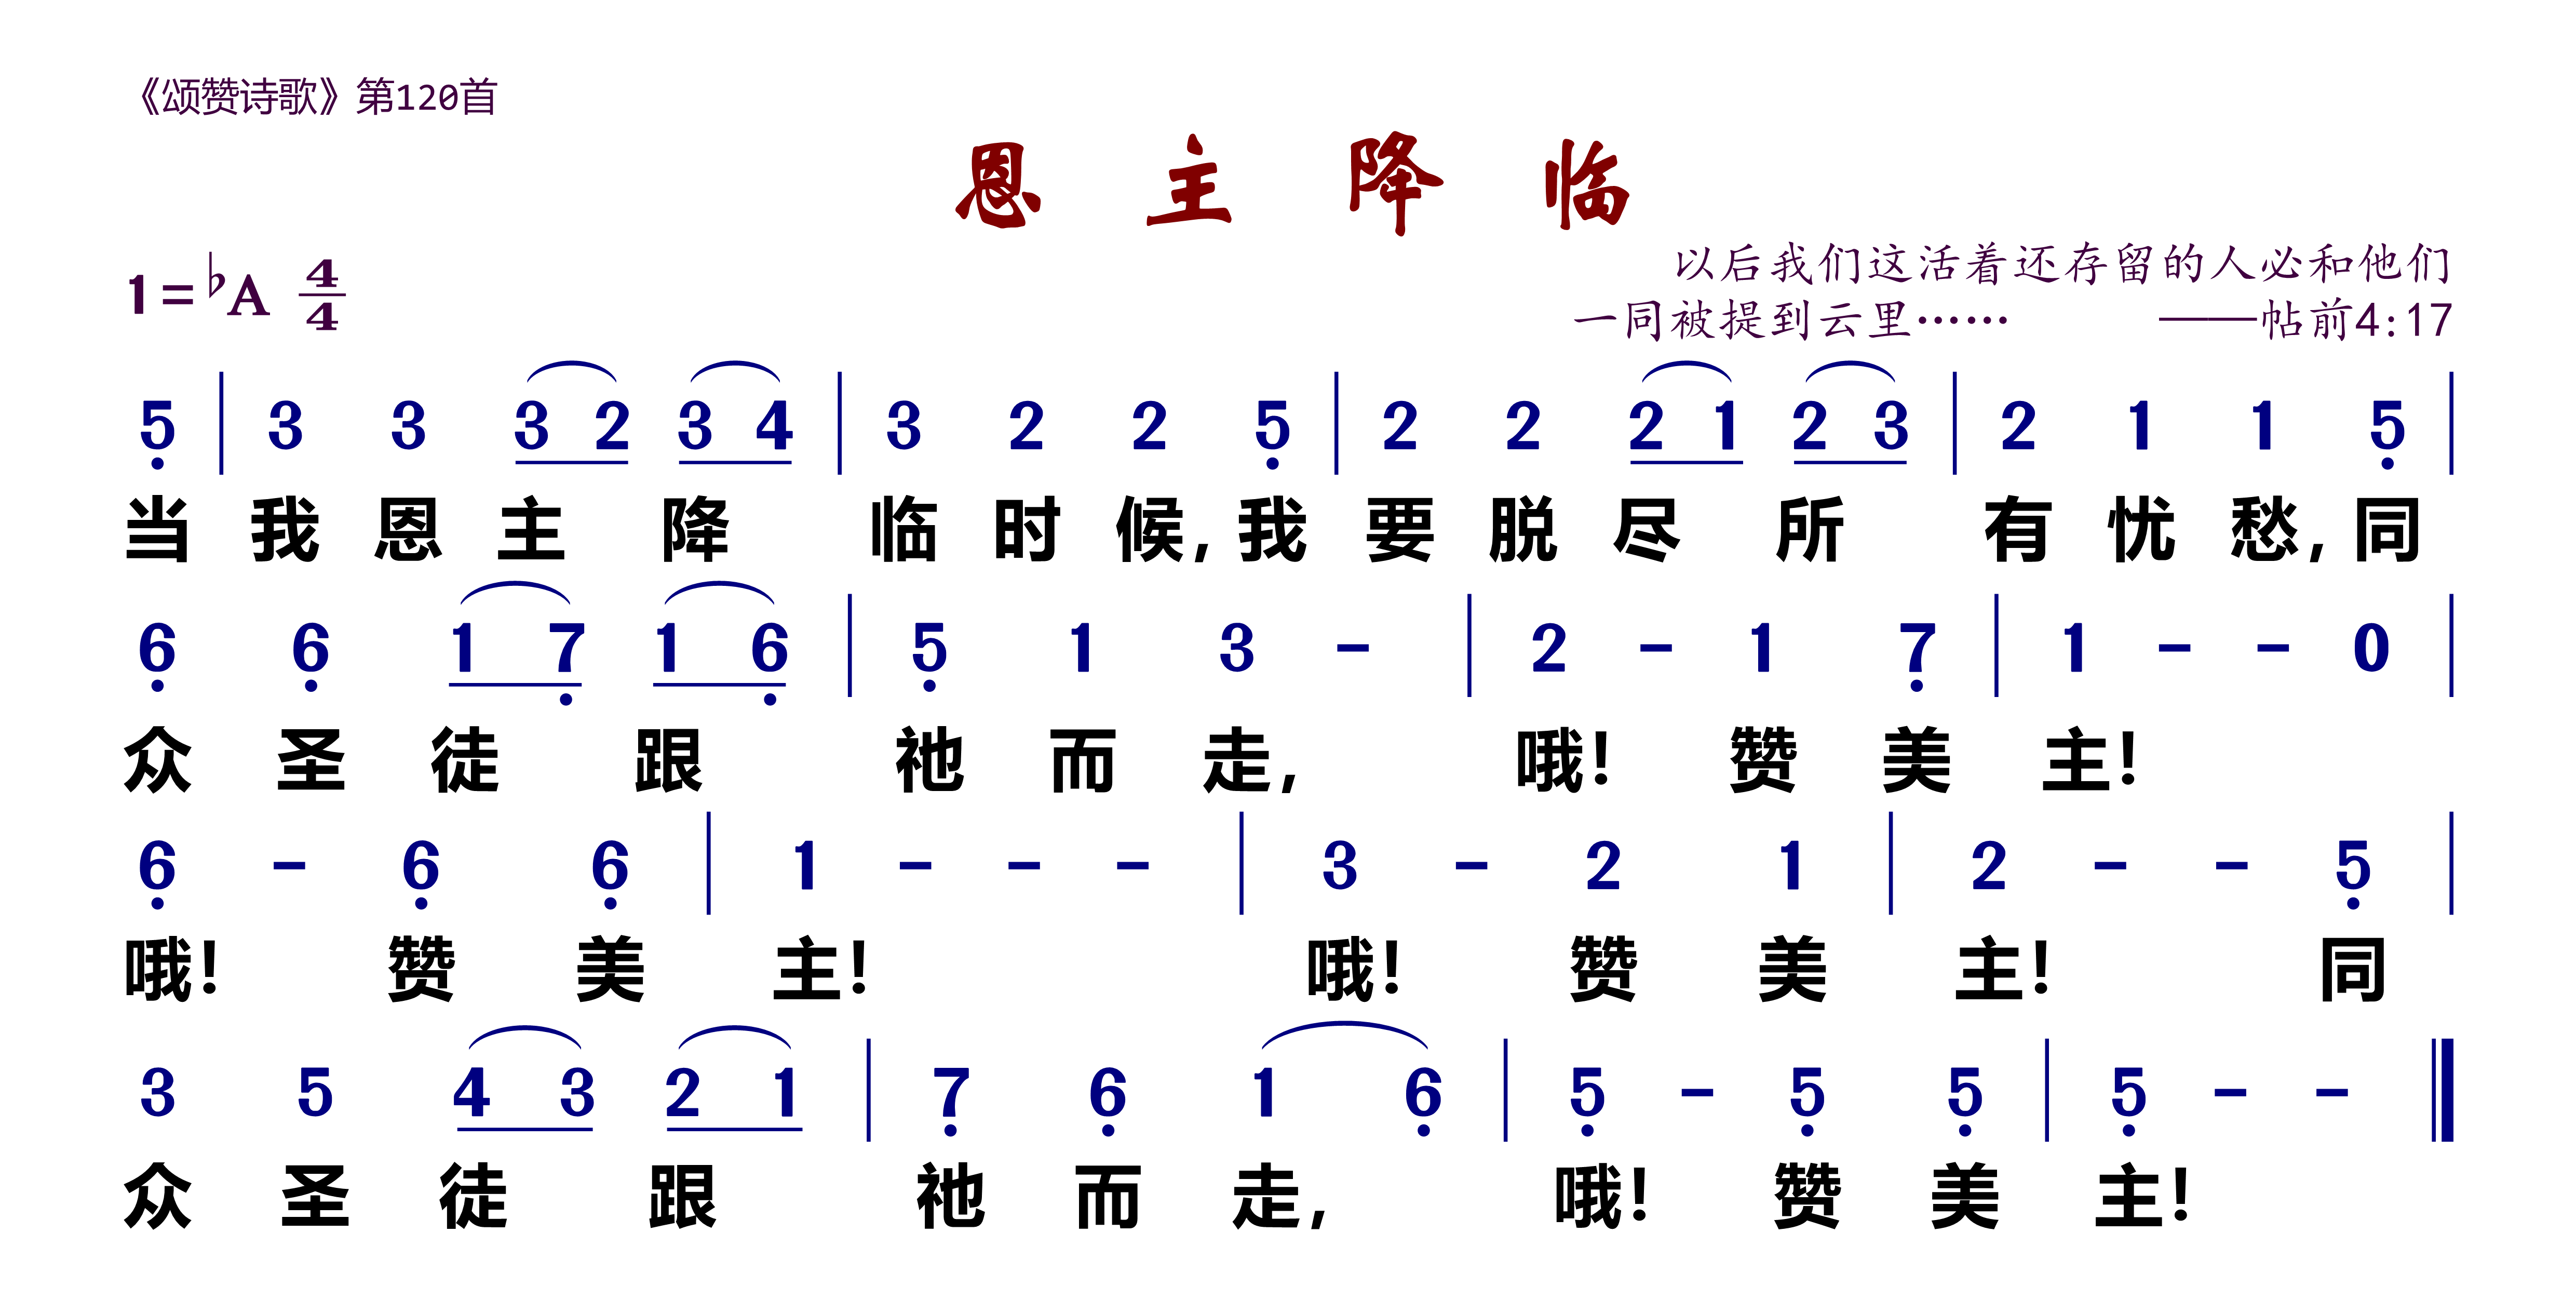 《颂赞诗歌》第120首
恩 主 降 临
1=♭A 4/4
以后我们这活着还存留的人必和他们
一同被提到云里…… ——帖前4:17
5̣ | 3 3 3 2 3 4 | 3 2 2 5̣ | 2 2 2 1 2 3 | 2 1 1 5̣ |
当 我 恩 主 降 临 时 候, 我 要 脱 尽 所 有 忧 愁, 同
6̣ 6̣ 1 7̣ 1 6̣ | 5̣ 1 3 - | 2 - 1 7̣ | 1 - - 0 |
众 圣 徒 跟 祂 而 走, 哦! 赞 美 主!
6̣ - 6̣ 6̣ | 1 - - - | 3 - 2 1 | 2 - - 5̣ |
哦! 赞 美 主! 哦! 赞 美 主! 同
3 5 4 3 2 1 | 7̣ 6̣ 1 6̣ | 5̣ - 5̣ 5̣ | 5̣ - - ‖
众 圣 徒 跟 祂 而 走, 哦! 赞 美 主!